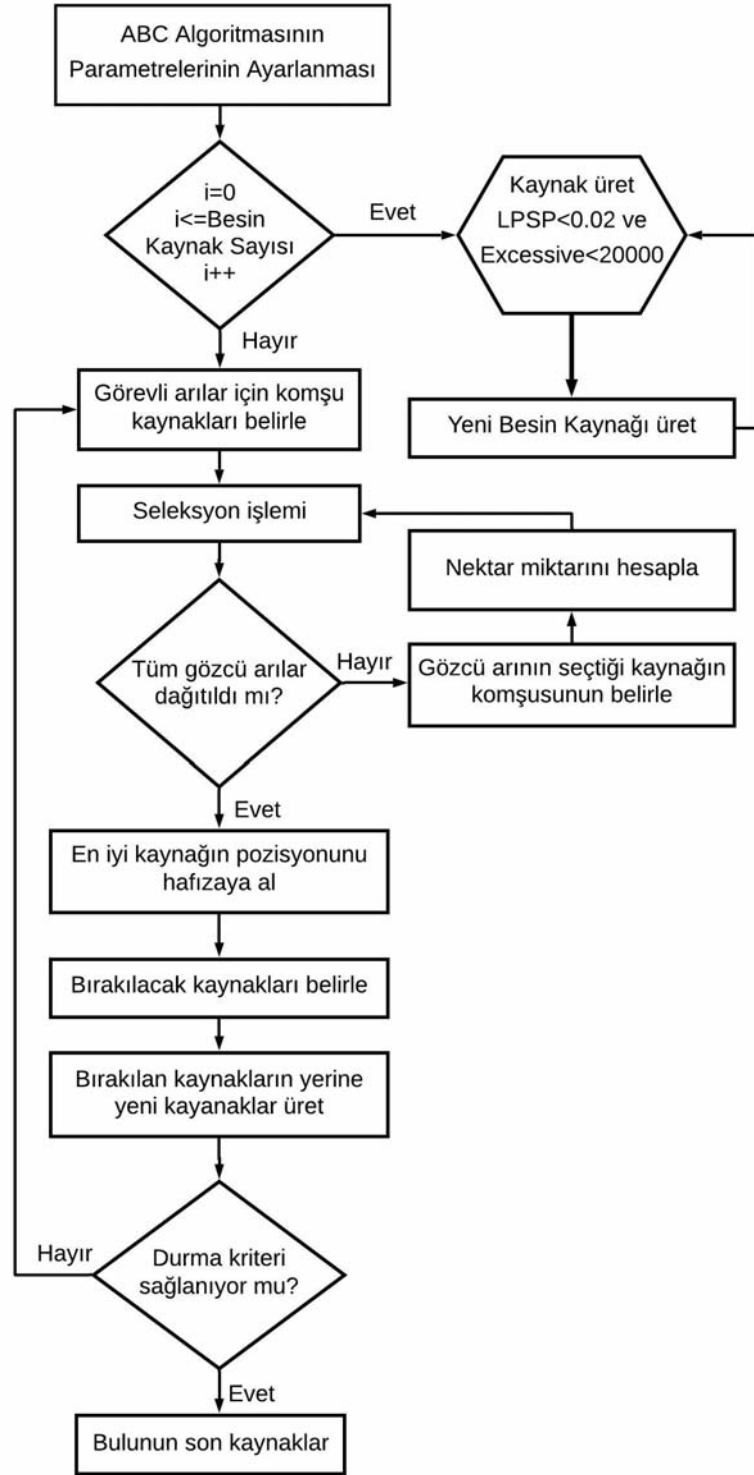 ABC Algoritmasının
Parametrelerinin Ayarlanması
i=0
i<=Besin
Kaynak Sayısı
i++
Evet
Kaynak üret
LPSP<0.02 ve
Excessive<20000
Hayır
Görevli arılar için komşu
kaynakları belirle
Yeni Besin Kaynağı üret
Seleksyon işlemi
Nektar miktarını hesapla
Tüm gözcü arılar
dağıtıldı mı?
Hayır
Gözcü arının seçtiği kaynağın
komşusunun belirle
Evet
En iyi kaynağın pozisyonunu
hafızaya al
Bırakılacak kaynakları belirle
Bırakılan kaynakların yerine
yeni kayanaklar üret
Hayır
Durma kriteri
sağlanıyor mu?
Evet
Bulunun son kaynaklar